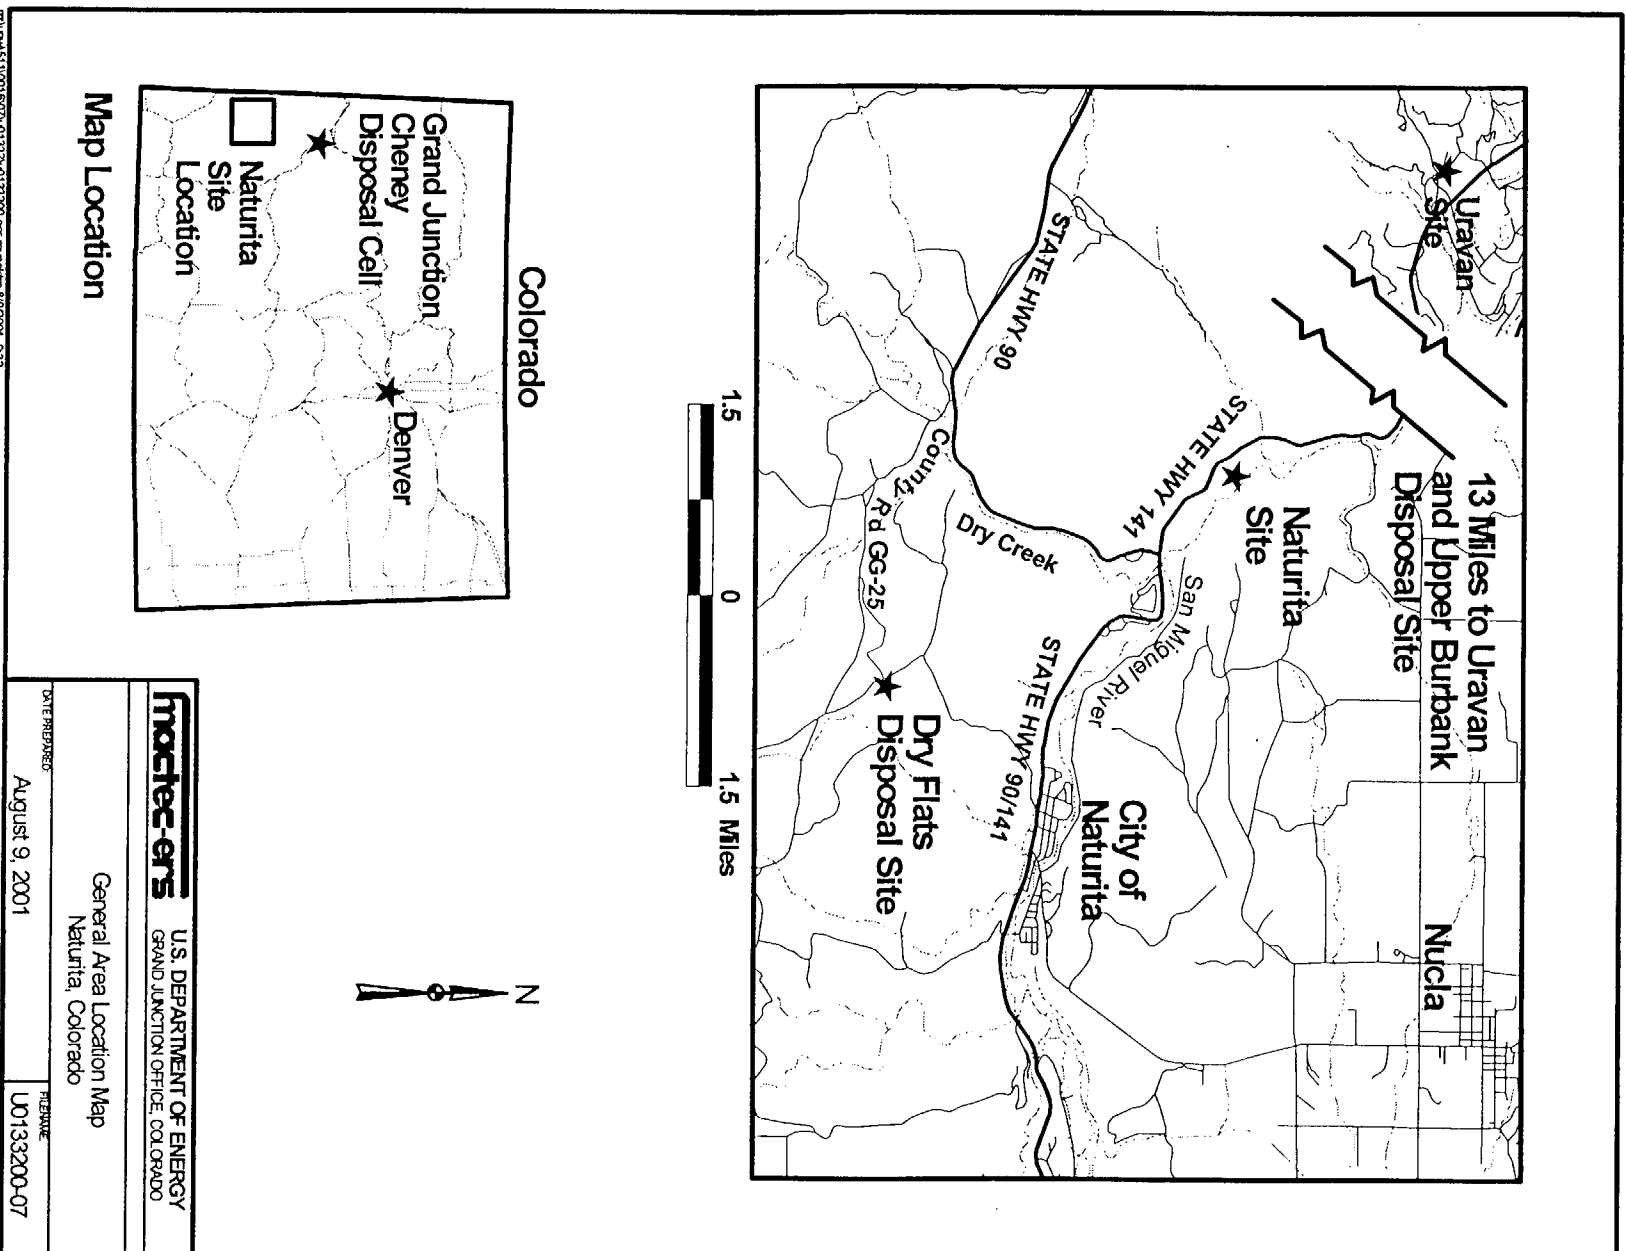 Uravan
Site
13 Miles to Uravan
and Upper Burbank
Disposal Site
Nucla
Naturita
Site
STATE HWY 141
STATE HWY 90
San Miguel River
City of
Naturita
Dry Creek
STATE HWY 90/141
County Rd GG-25
Dry Flats
Disposal Site
1.5 0 1.5 Miles
N
Colorado
Grand Junction
Cheney
Disposal Cell
Denver
Naturita
Site
Location
Map Location
mactec-ers
U.S. DEPARTMENT OF ENERGY
GRAND JUNCTION OFFICE, COLORADO
General Area Location Map
Naturita, Colorado
DATE PREPARED:
August 9, 2001
FILENAME:
U0133200-07